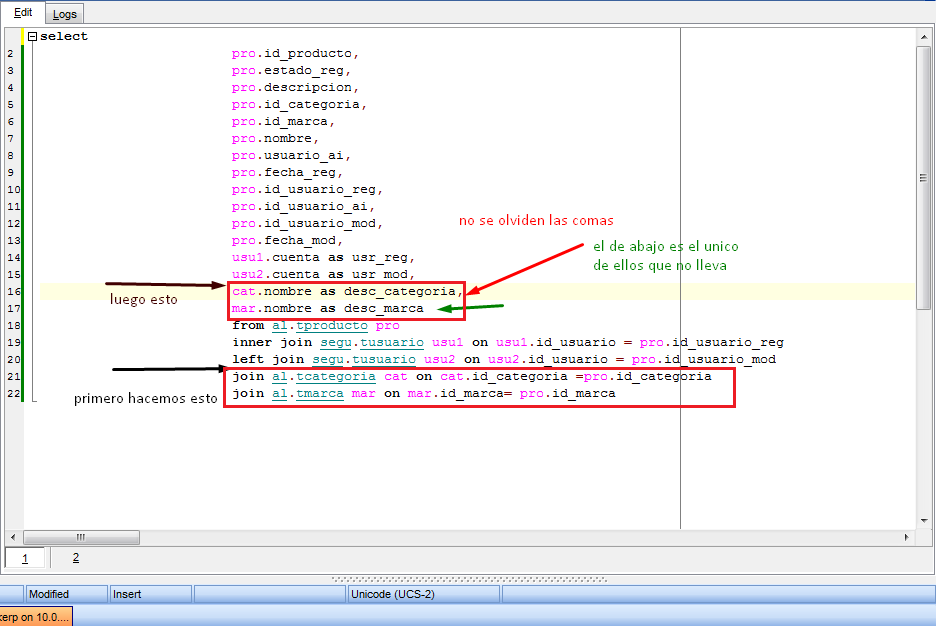 Edit Logs
select
2 pro.id_producto,
3 pro.estado_reg,
4 pro.descripcion,
5 pro.id_categoria,
6 pro.id_marca,
7 pro.nombre,
8 pro.usuario_ai,
9 pro.fecha_reg,
10 pro.id_usuario_reg,
11 pro.id_usuario_ai,
12 pro.id_usuario_mod,
no se olviden las comas
13 pro.fecha_mod,
14 usu1.cuenta as usr_reg,
el de abajo es el unico
de ellos que no lleva
15 usu2.cuenta as usr_mod,
16 cat.nombre as desc_categoria,
luego esto
17 mar.nombre as desc_marca
18 from al.tproducto pro
19 inner join segu.tusuario usu1 on usu1.id_usuario = pro.id_usuario_reg
20 left join segu.tusuario usu2 on usu2.id_usuario = pro.id_usuario_mod
21 join al.tcategoria cat on cat.id_categoria =pro.id_categoria
22 join al.tmarca mar on mar.id_marca= pro.id_marca
primero hacemos esto
1 2
Modified Insert Unicode (UCS-2)
kerp on 10.0....